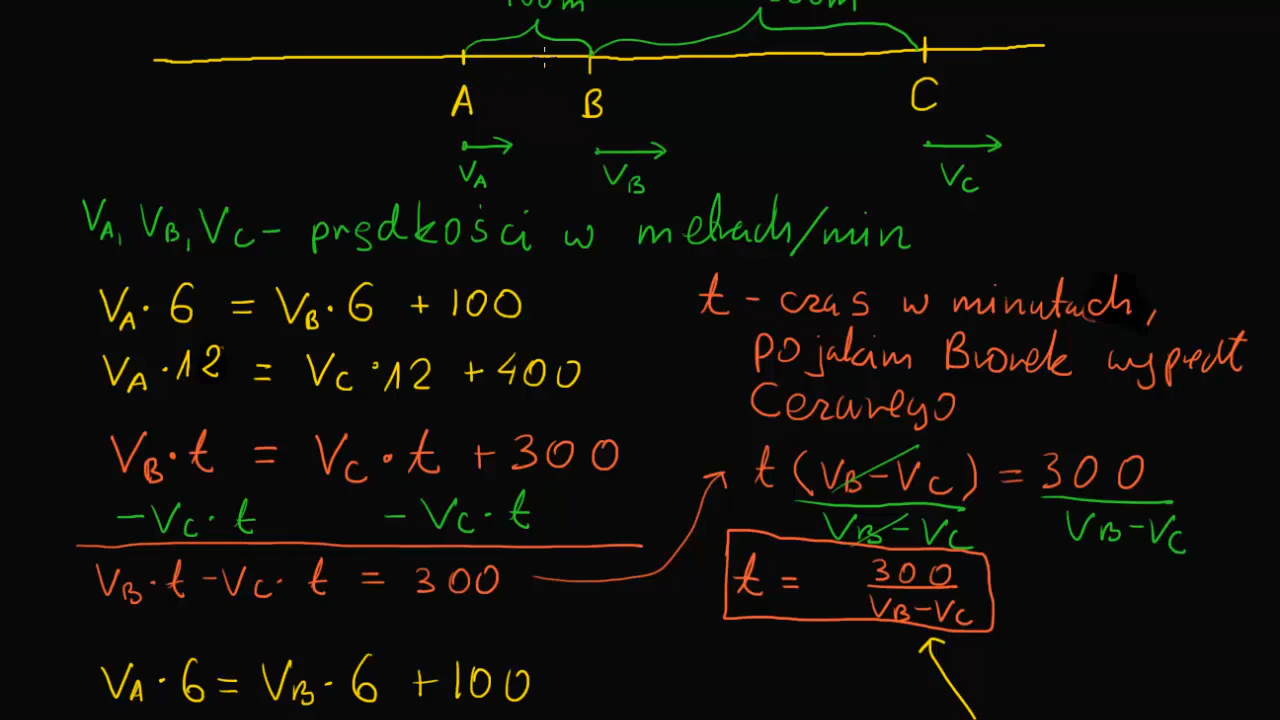 100m 300m
A B C
VA VB VC
VA, VB, VC - prędkości w metrach/min
VA · 6 = VB · 6 + 100
VA · 12 = VC · 12 + 400
VB · t = VC · t + 300
- VC · t - VC · t
VB · t - VC · t = 300
VA · 6 = VB · 6 + 100
t - czas w minutach,
po jakim Bronek
Cezarego
t (VB - VC) = 300
VB - VC VB - VC
t = 300
VB - VC